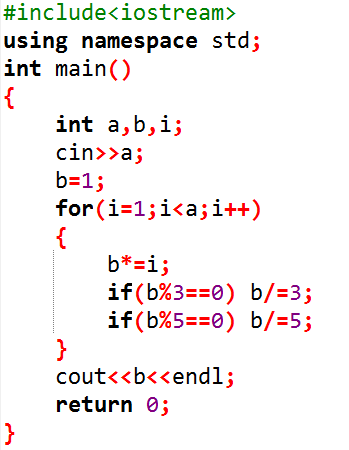 #include<iostream>
using namespace std;
int main()
{
int a,b,i;
cin>>a;
b=1;
for(i=1;i<a;i++)
{
b*=i;
if(b%3==0) b/=3;
if(b%5==0) b/=5;
}
cout<<b<<endl;
return 0;
}